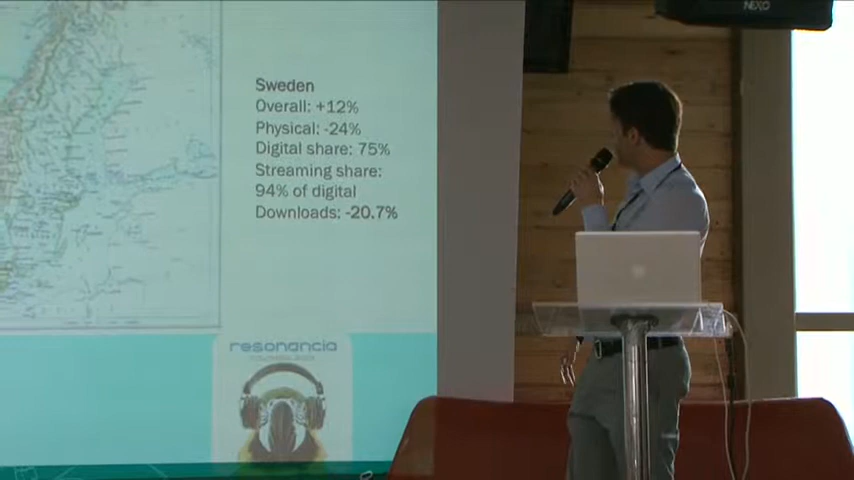 NEXO
Sweden
Overall: +12%
Physical: -24%
Digital share: 75%
Streaming share:
94% of digital
Downloads: -20.7%
resonancia